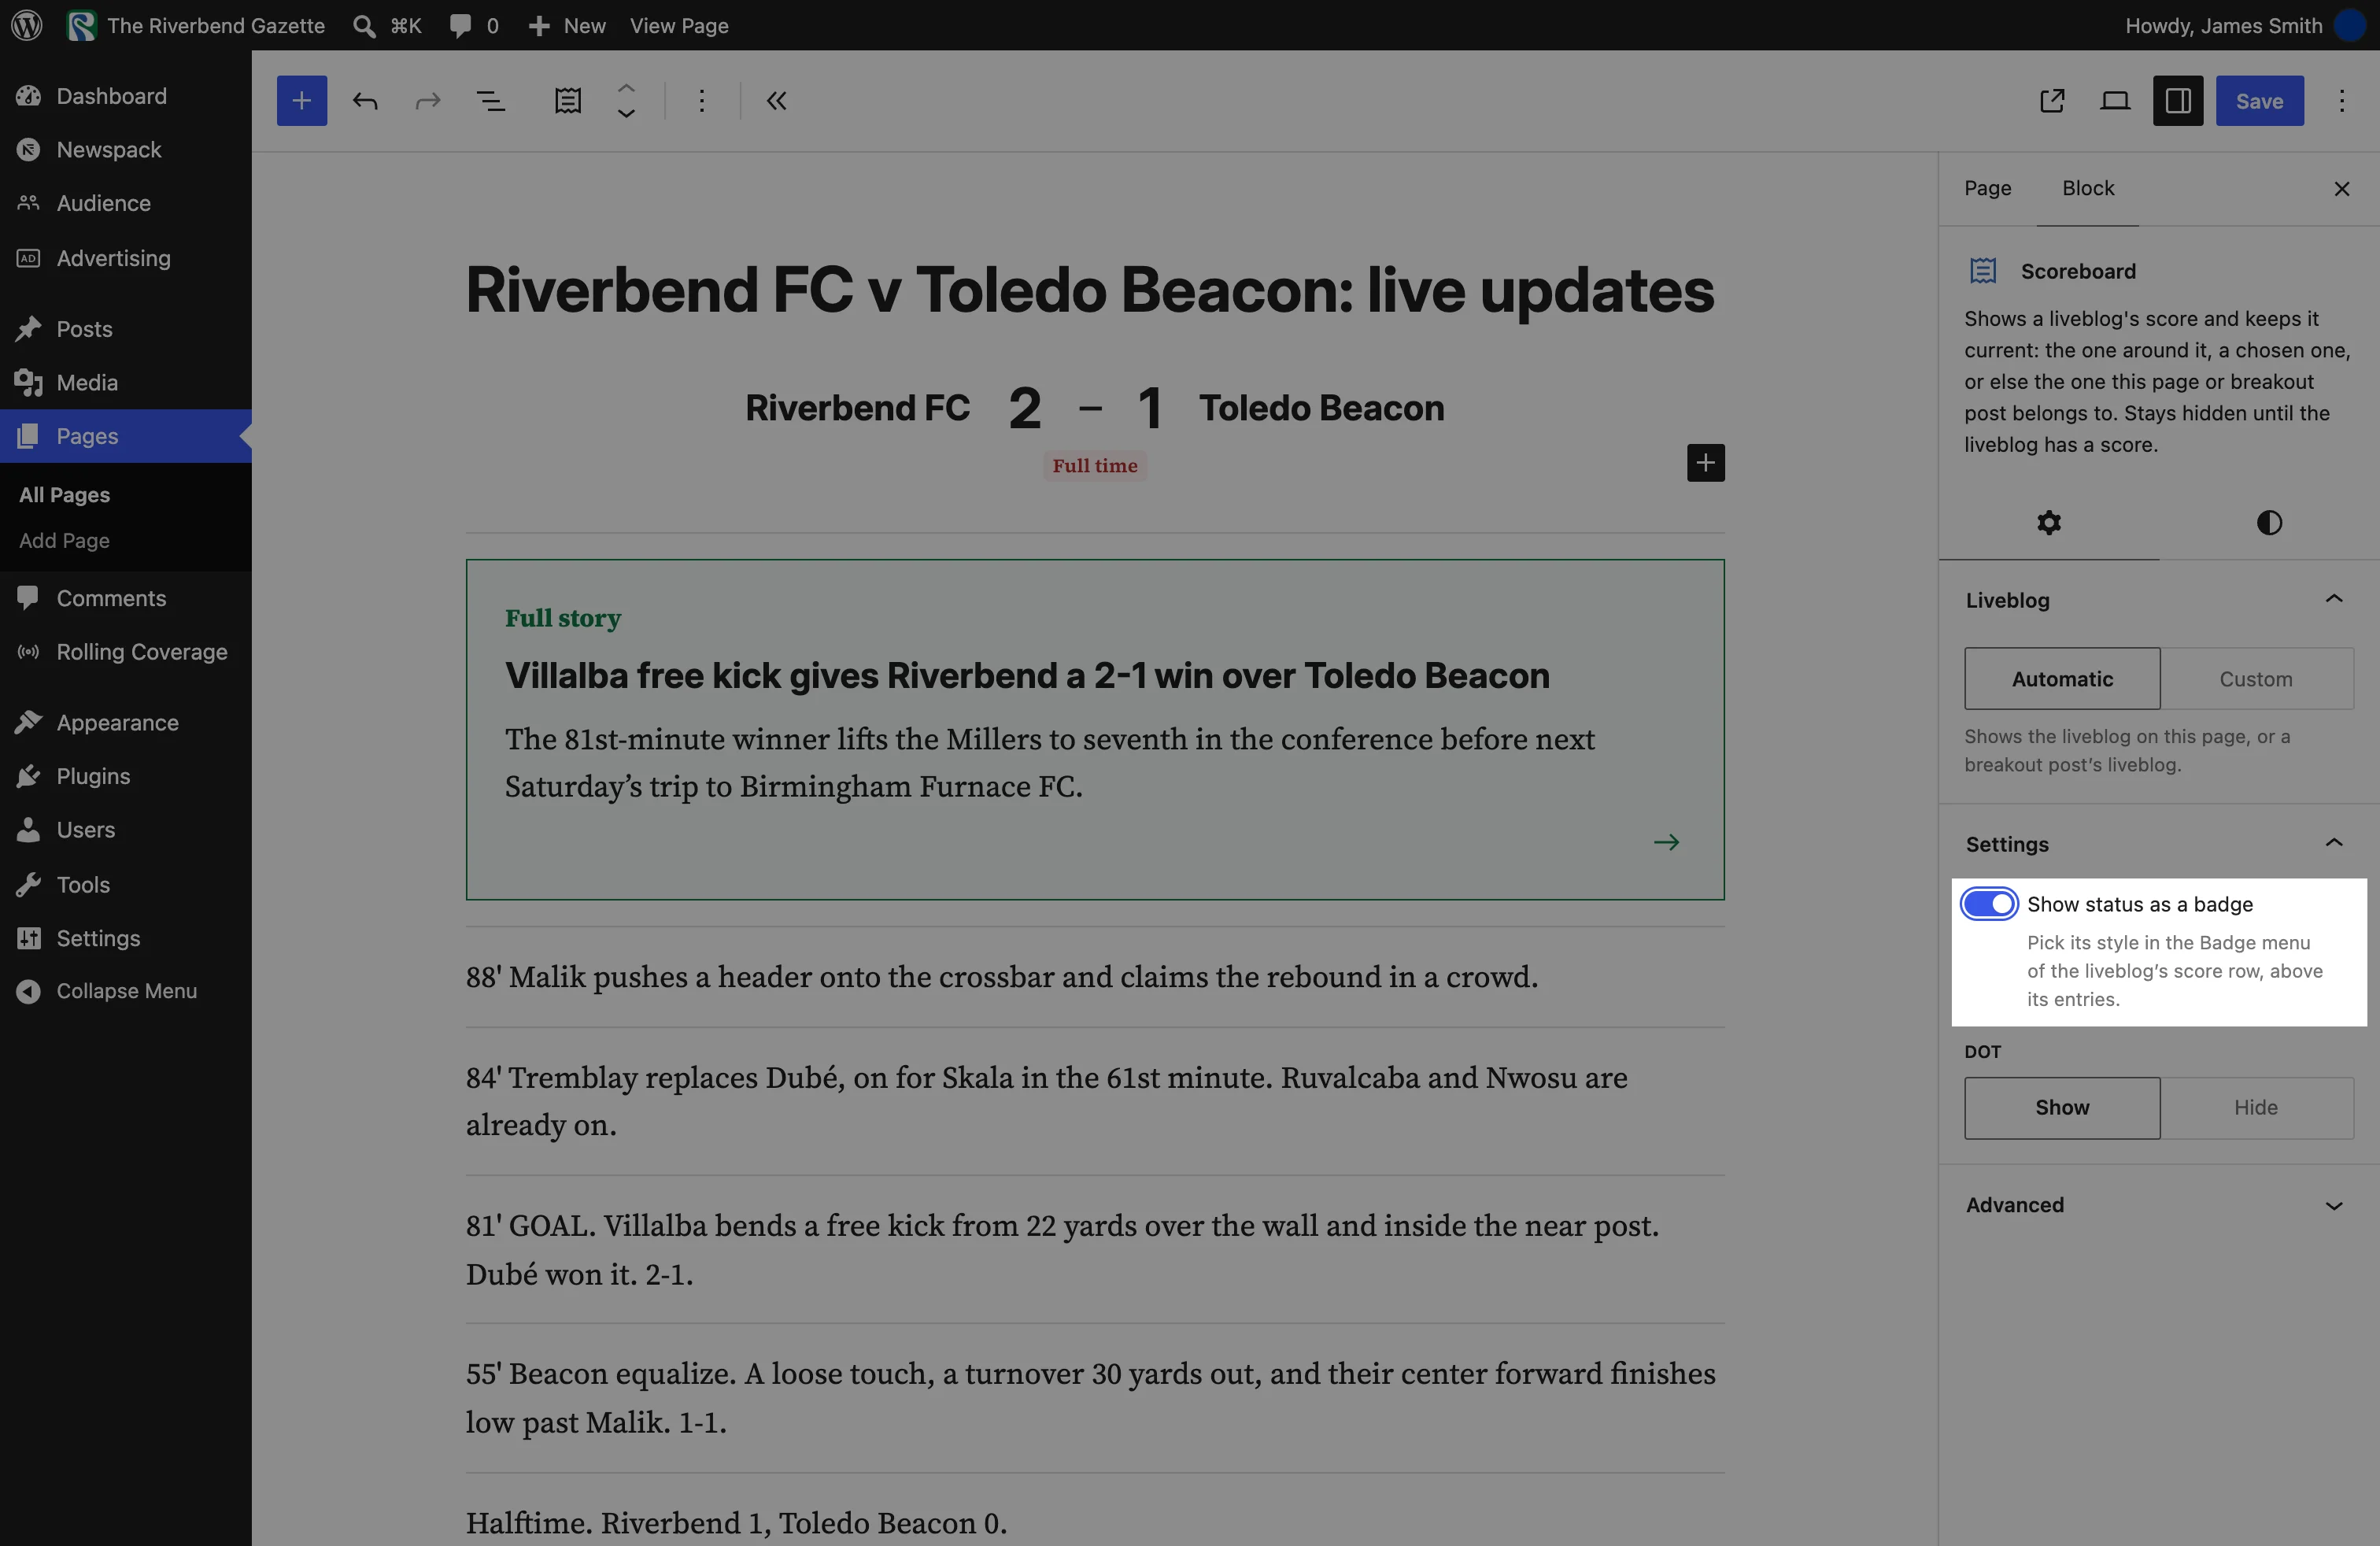 The Riverbend Gazette ⌘K 0 New View Page Howdy, James Smith
Dashboard
Newspack
Audience
Advertising
Posts
Media
Pages
All Pages
Add Page
Comments
Rolling Coverage
Appearance
Plugins
Users
Tools
Settings
Collapse Menu
Save
Riverbend FC v Toledo Beacon: live updates
Riverbend FC 2 – 1 Toledo Beacon
Full time
Full story
Villalba free kick gives Riverbend a 2-1 win over Toledo Beacon
The 81st-minute winner lifts the Millers to seventh in the conference before next
Saturday’s trip to Birmingham Furnace FC.
88' Malik pushes a header onto the crossbar and claims the rebound in a crowd.
84' Tremblay replaces Dubé, on for Skala in the 61st minute. Ruvalcaba and Nwosu are
already on.
81' GOAL. Villalba bends a free kick from 22 yards over the wall and inside the near post.
Dubé won it. 2-1.
55' Beacon equalize. A loose touch, a turnover 30 yards out, and their center forward finishes
low past Malik. 1-1.
Halftime. Riverbend 1, Toledo Beacon 0.
Page Block
Scoreboard
Shows a liveblog's score and keeps it
current: the one around it, a chosen one,
or else the one this page or breakout
post belongs to. Stays hidden until the
liveblog has a score.
Liveblog
Automatic Custom
Shows the liveblog on this page, or a
breakout post’s liveblog.
Settings
Show status as a badge
Pick its style in the Badge menu
of the liveblog’s score row, above
its entries.
DOT
Show Hide
Advanced